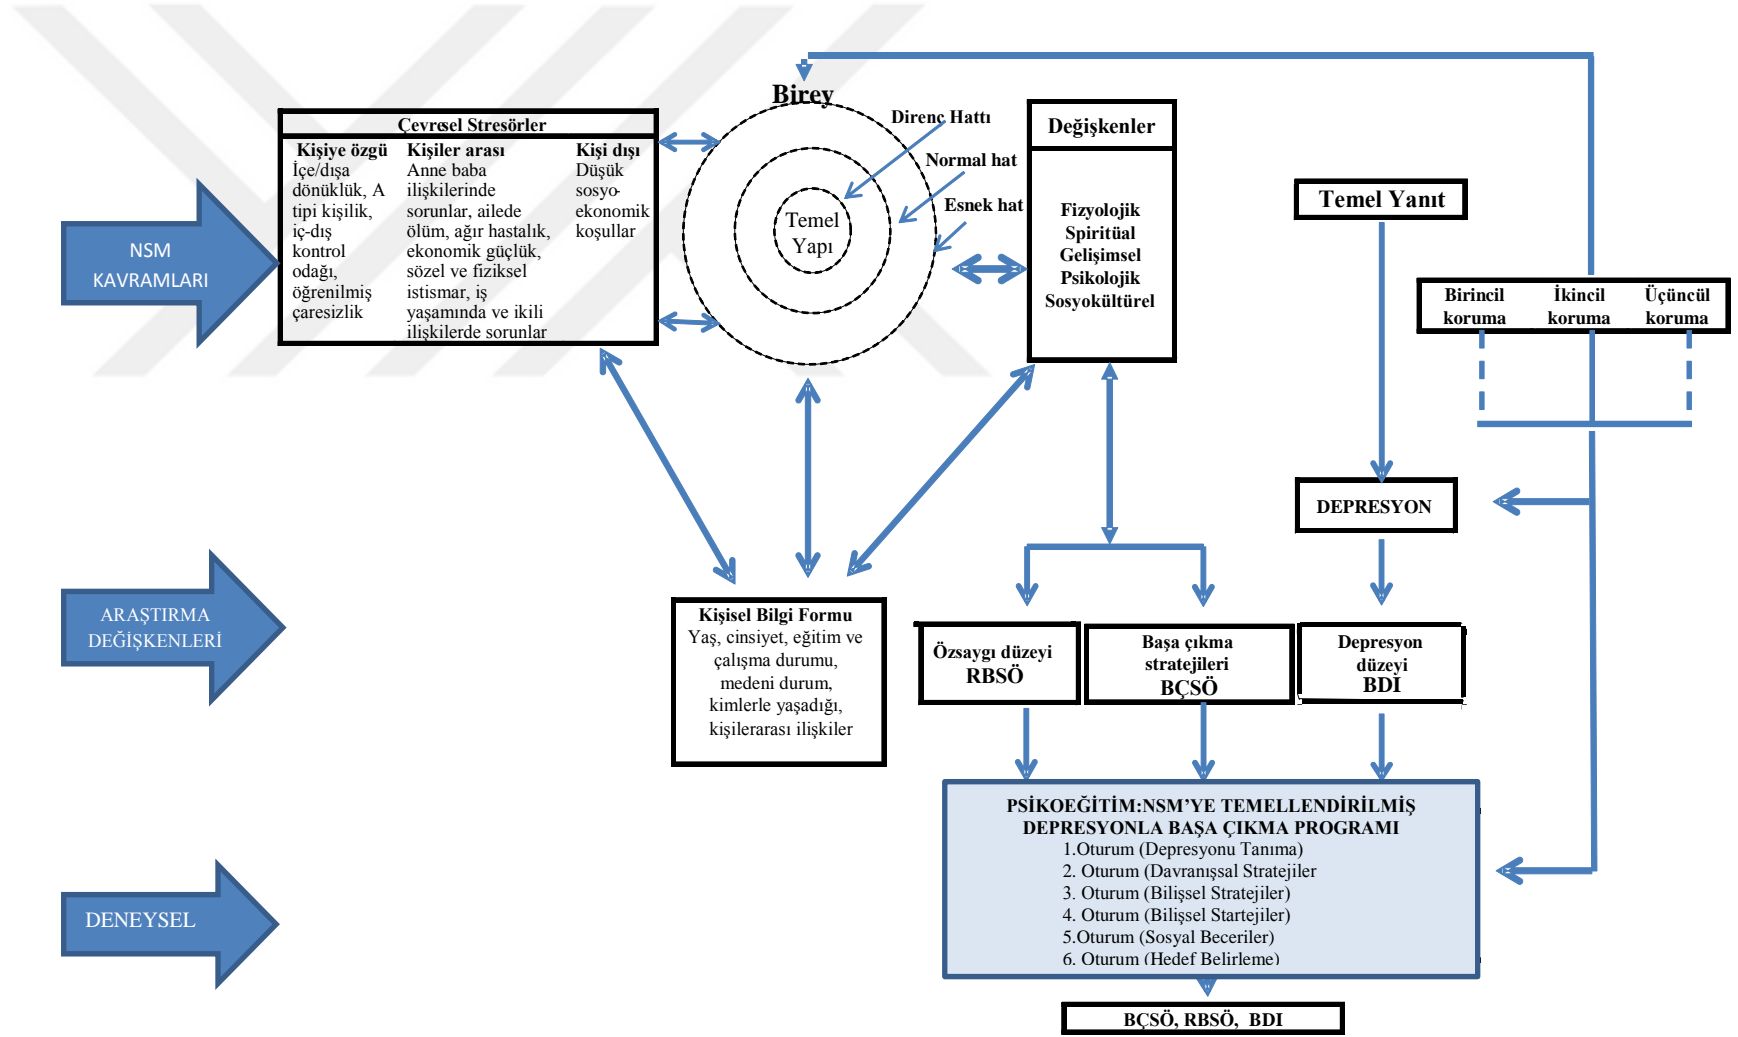 NSM
KAVRAMLARI
Çevresel Stresörler
Kişiye özgü
İçe/dışa
dönüklük, A
tipi kişilik,
iç-dış
kontrol
odağı,
öğrenilmiş
çaresizlik
Kişiler arası
Anne baba
ilişkilerinde
sorunlar, ailede
ölüm, ağır hastalık,
ekonomik güçlük,
sözel ve fiziksel
istismar, iş
yaşamında ve ikili
ilişkilerde sorunlar
Kişi dışı
Düşük
sosyo-
ekonomik
koşullar
Birey
Temel
Yapı
Direnç Hattı
Normal hat
Esnek hat
Değişkenler
Fizyolojik
Spiritüal
Gelişimsel
Psikolojik
Sosyokültürel
Temel Yanıt
Birincil
koruma
İkincil
koruma
Üçüncül
koruma
DEPRESYON
ARAŞTIRMA
DEĞİŞKENLERİ
Kişisel Bilgi Formu
Yaş, cinsiyet, eğitim ve
çalışma durumu,
medeni durum,
kimlerle yaşadığı,
kişilerarası ilişkiler
Özsaygı düzeyi
RBSÖ
Başa çıkma
stratejileri
BÇSÖ
Depresyon
düzeyi
BDI
DENEYSEL
PSİKOEĞİTİM:NSM'YE TEMELLENDİRİLMİŞ
DEPRESYONLA BAŞA ÇIKMA PROGRAMI
1.Oturum (Depresyonu Tanıma)
2. Oturum (Davranışsal Stratejiler
3. Oturum (Bilişsel Stratejiler)
4. Oturum (Bilişsel Startejiler)
5.Oturum (Sosyal Beceriler)
6. Oturum (Hedef Belirleme)
BÇSÖ, RBSÖ, BDI